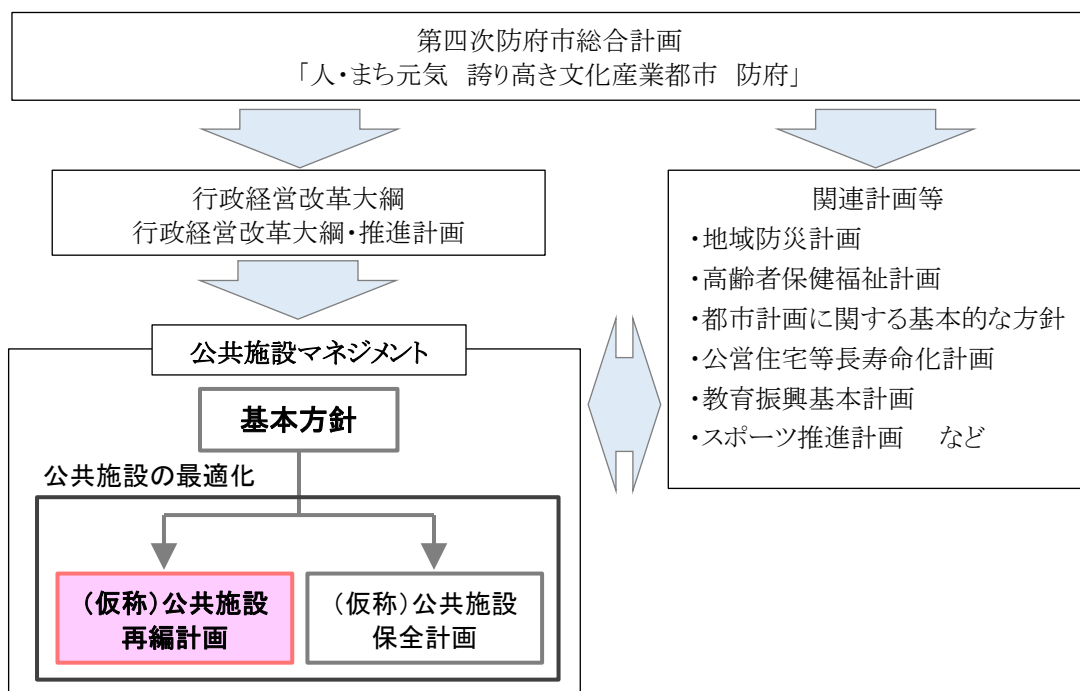 第四次防府市総合計画
「人・まち元気　誇り高き文化産業都市　防府」
行政経営改革大綱
行政経営改革大綱・推進計画
関連計画等
・地域防災計画
・高齢者保健福祉計画
・都市計画に関する基本的な方針
・公営住宅等長寿命化計画
・教育振興基本計画
・スポーツ推進計画　など
公共施設マネジメント
基本方針
公共施設の最適化
（仮称）公共施設
再編計画
（仮称）公共施設
保全計画